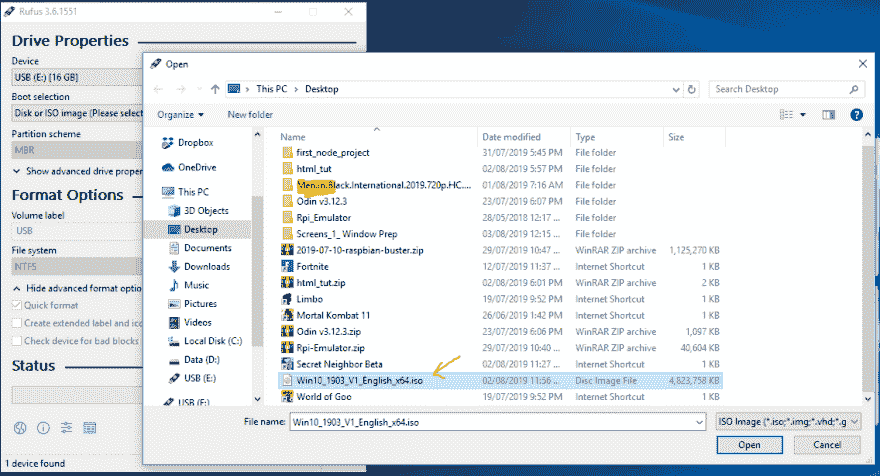 Rufus 3.6.1551
Drive Properties
Device
USB (E:) [16 GB]
Boot selection
Disk or ISO image (Please select
Partition scheme
MBR
Show advanced drive proper
Format Options
Volume label
USB
File system
NTFS
Hide advanced format optio
Quick format
Create extended label and ico
Check device for bad blocks
Status
1 device found
Open
This PC > Desktop
Search Desktop
Organize
New folder
Dropbox
OneDrive
This PC
3D Objects
Desktop
Documents
Downloads
Music
Pictures
Videos
Local Disk (C:)
Data (D:)
USB (E:)
USB (E:)
Name Date modified Type Size
first_node_project 31/07/2019 5:45 PM File folder
html_tut 02/08/2019 5:57 PM File folder
Men.in.Black.International.2019.720p.HC.... 01/08/2019 7:16 AM File folder
Odin v3.12.3 23/07/2019 6:07 PM File folder
Rpi_Emulator 28/05/2018 12:17 ... File folder
Screens_1_ Window Prep 03/08/2019 12:15 ... File folder
2019-07-10-raspbian-buster.zip 29/07/2019 10:47 ... WinRAR ZIP archive 1,125,270 KB
Fortnite 12/07/2019 11:37 ... Internet Shortcut 1 KB
html_tut.zip 02/08/2019 6:01 PM WinRAR ZIP archive 2 KB
Limbo 19/07/2019 9:52 PM Internet Shortcut 1 KB
Mortal Kombat 11 26/06/2019 1:42 PM Internet Shortcut 1 KB
Odin v3.12.3.zip 23/07/2019 6:06 PM WinRAR ZIP archive 1,097 KB
Rpi-Emulator.zip 29/07/2019 10:40 ... WinRAR ZIP archive 40,604 KB
Secret Neighbor Beta 02/08/2019 11:27 ... Internet Shortcut 1 KB
Win10_1903_V1_English_x64.iso 02/08/2019 11:56 ... Disc Image File 4,823,758 KB
World of Goo 19/07/2019 9:52 PM Internet Shortcut 1 KB
File name: Win10_1903_V1_English_x64.iso
ISO Image (*.iso;*.img;*.vhd;*.g
Open
Cancel